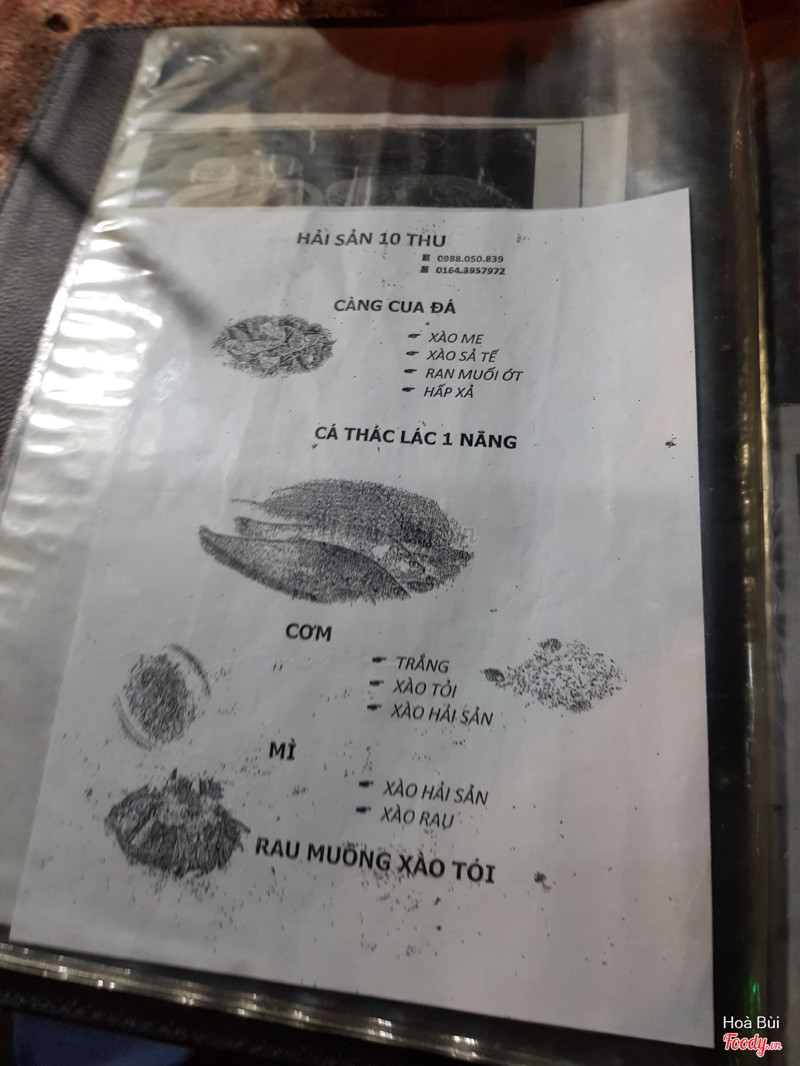 HẢI SẢN 10 THU
0988.050.839
0164.3957972
CÀNG CUA ĐÁ
XÀO ME
XÀO SẢ TẾ
RAN MUỐI ỚT
HẤP XẢ
CÁ THÁC LÁC 1 NẮNG
CƠM
TRẮNG
XÀO TỎI
XÀO HẢI SẢN
MÌ
XÀO HẢI SẢN
XÀO RAU
RAU MUỐNG XÀO TỎI
Hoà Bùi
Foody.vn